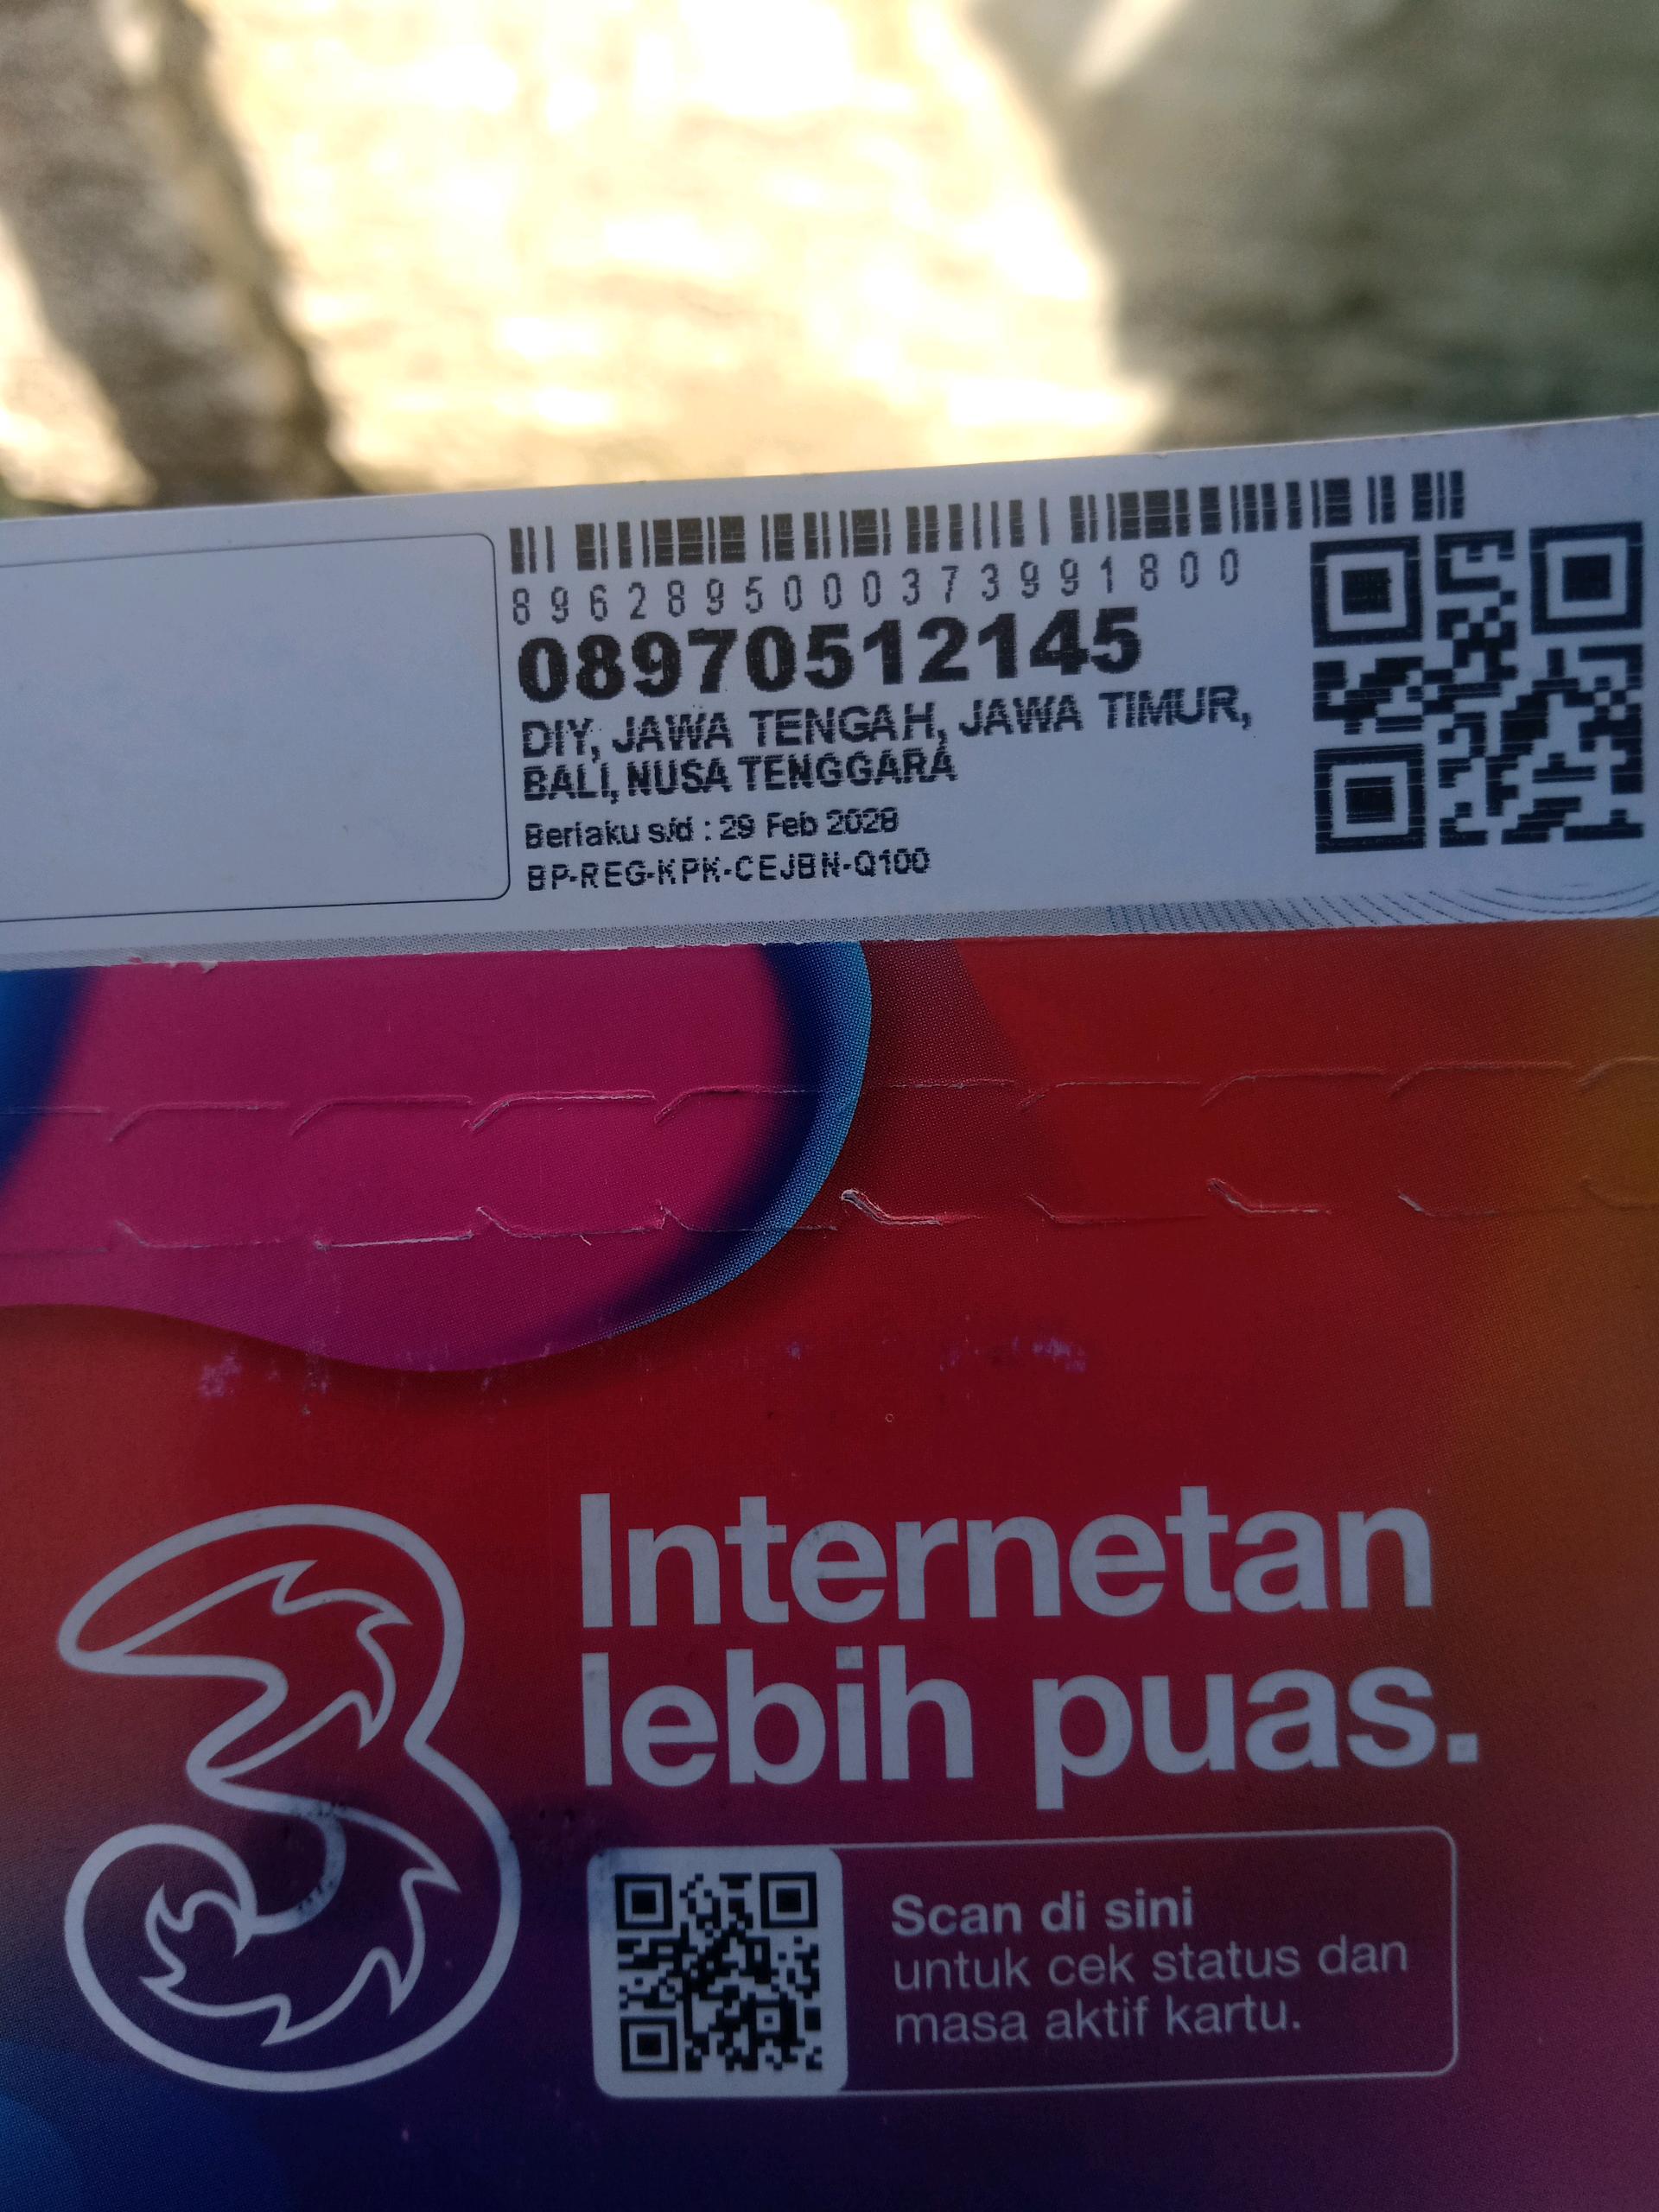 8962895000373991800
08970512145
DIY, JAWA TENGAH, JAWA TIMUR,
BALI, NUSA TENGGARA
Berlaku s/d : 29 Feb 2028
BP-REG-KPK-CEJBN-Q100
3
Internetan
lebih puas.
Scan di sini
untuk cek status dan
masa aktif kartu.